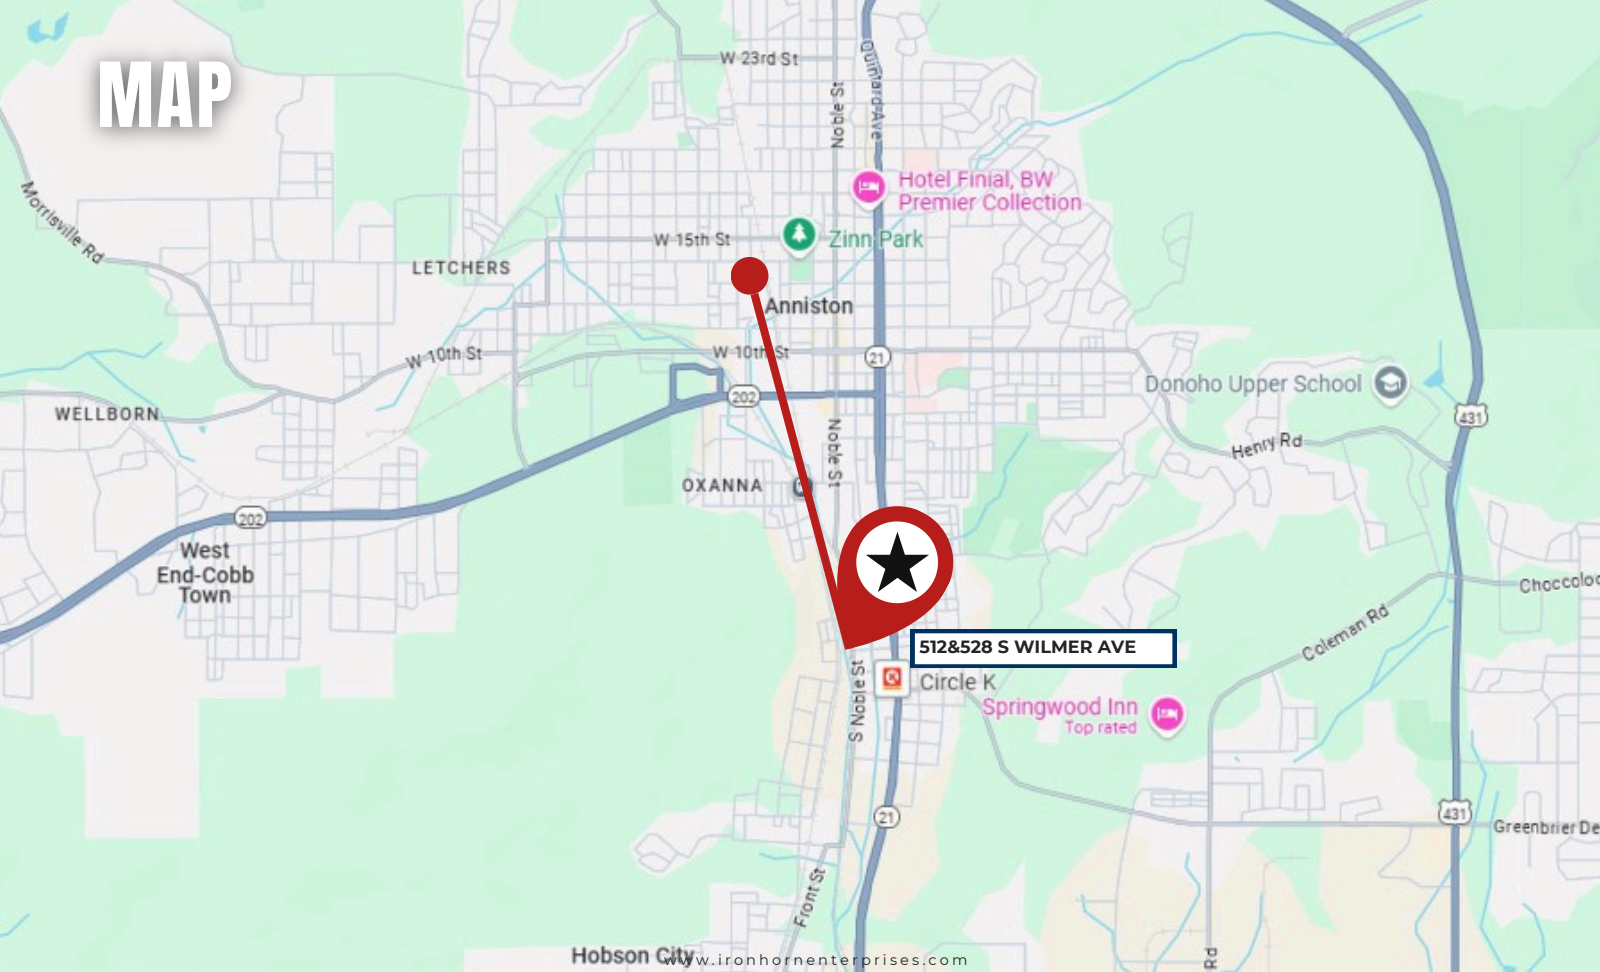 MAP
W 23rd St
Quintard Ave
Noble St
Morrisville Rd
Hotel Finial, BW
Premier Collection
W 15th St
Zinn Park
LETCHERS
Anniston
W 10th St
W 10th St
21
Donoho Upper School
202
WELLBORN
431
Noble St
Henry Rd
OXANNA
202
West
End-Cobb
Town
Choccoloc
Coleman Rd
512&528 S WILMER AVE
Circle K
S Noble St
Springwood Inn
Top rated
21
431
Greenbrier De
Front St
Rd
Hobson City
www.ironhornenterprises.com